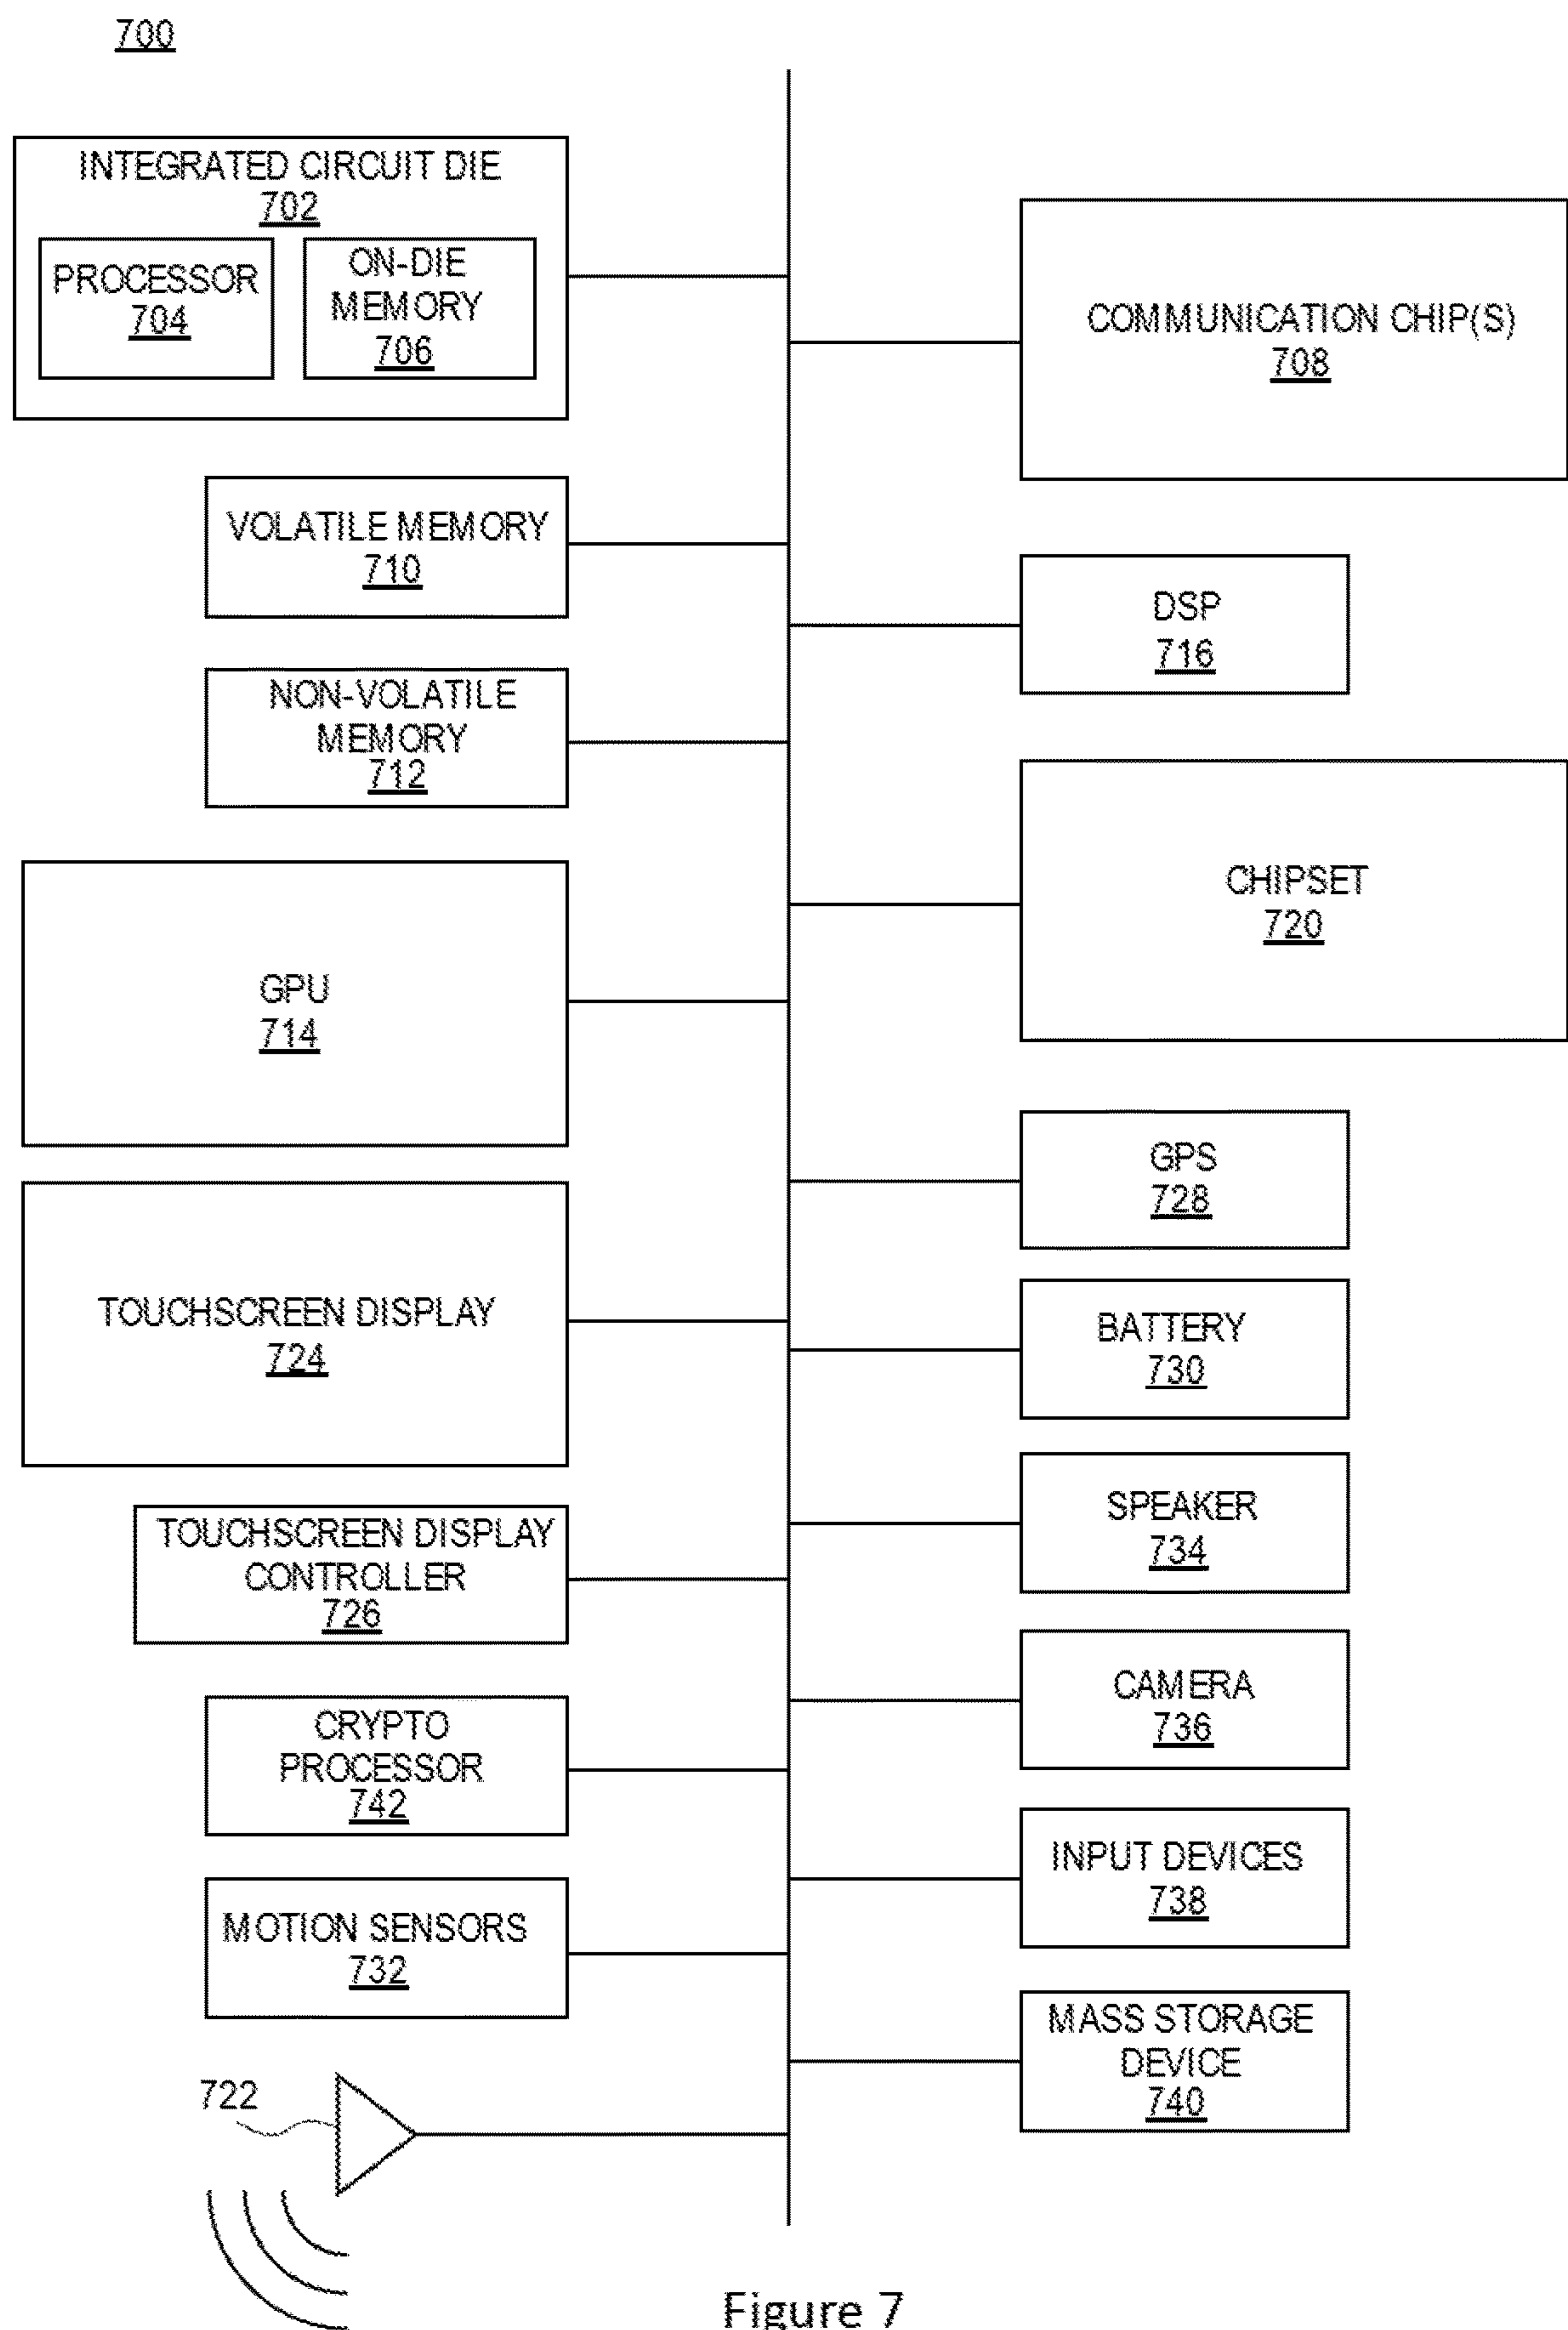 700
INTEGRATED CIRCUIT DIE
702
PROCESSOR
704
ON-DIE
MEMORY
706
VOLATILE MEMORY
710
NON-VOLATILE
MEMORY
712
GPU
714
TOUCHSCREEN DISPLAY
724
TOUCHSCREEN DISPLAY
CONTROLLER
726
CRYPTO
PROCESSOR
742
MOTION SENSORS
732
722
COMMUNICATION CHIP(S)
708
DSP
716
CHIPSET
720
GPS
728
BATTERY
730
SPEAKER
734
CAMERA
736
INPUT DEVICES
738
MASS STORAGE
DEVICE
740
Figure 7